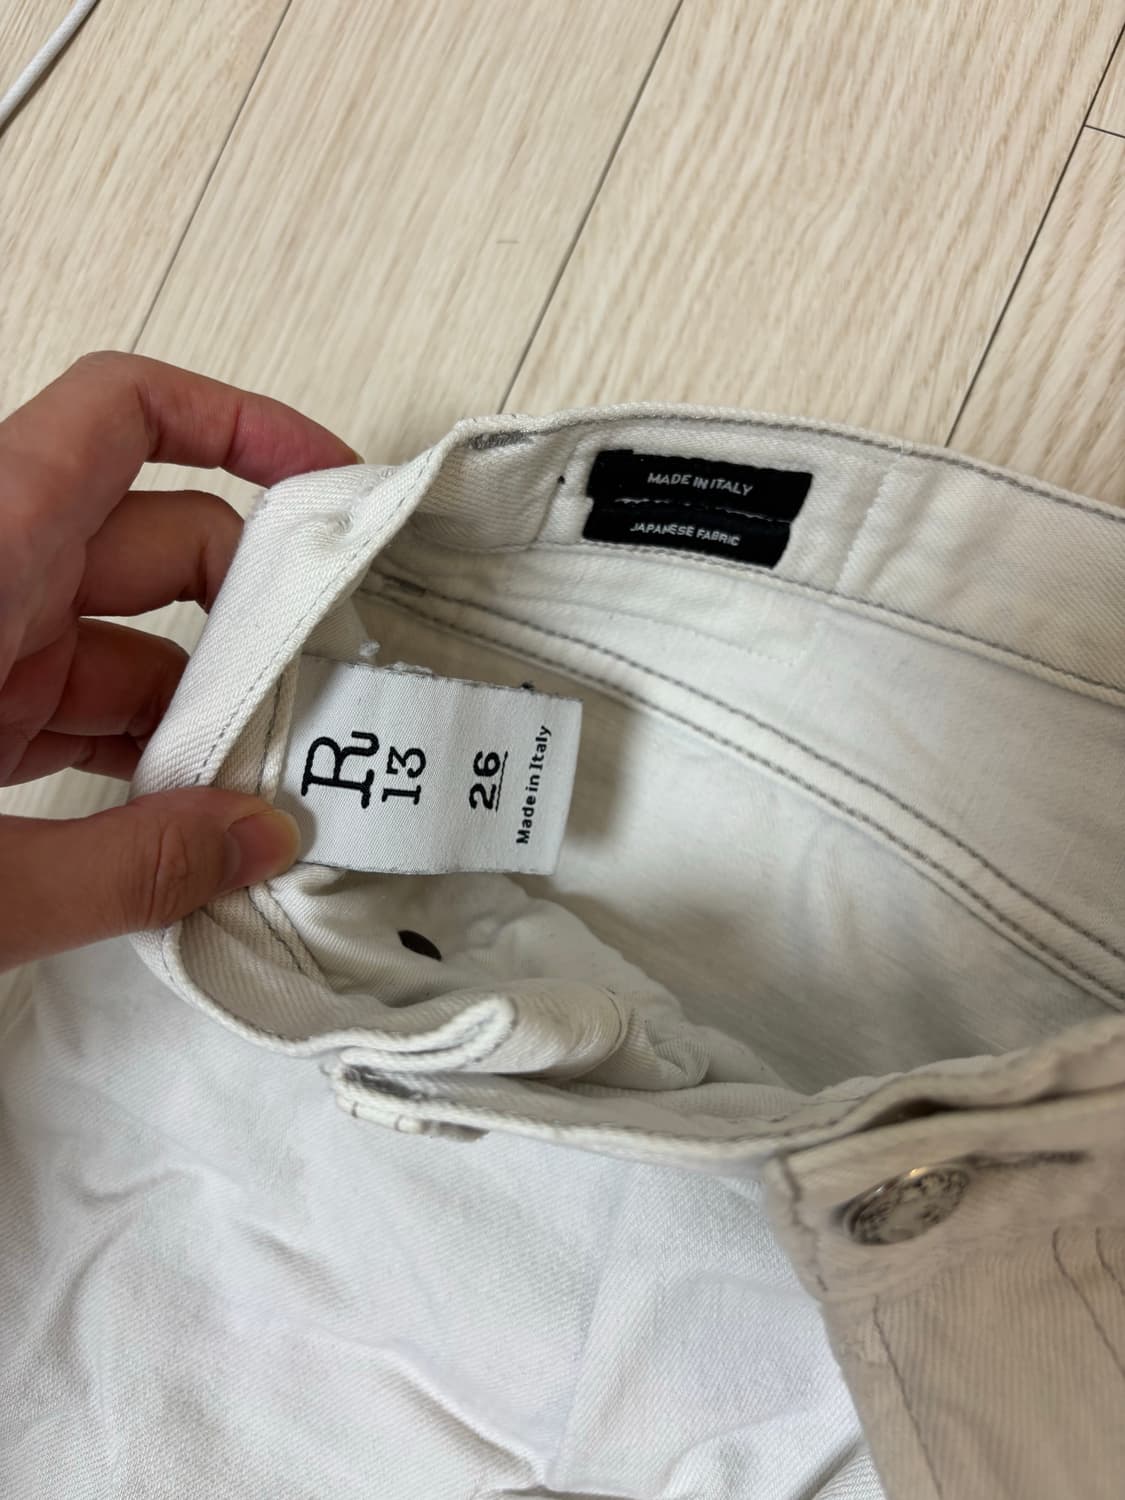 MADE IN ITALY
JAPANESE FABRIC
R
13
26
Made in Italy